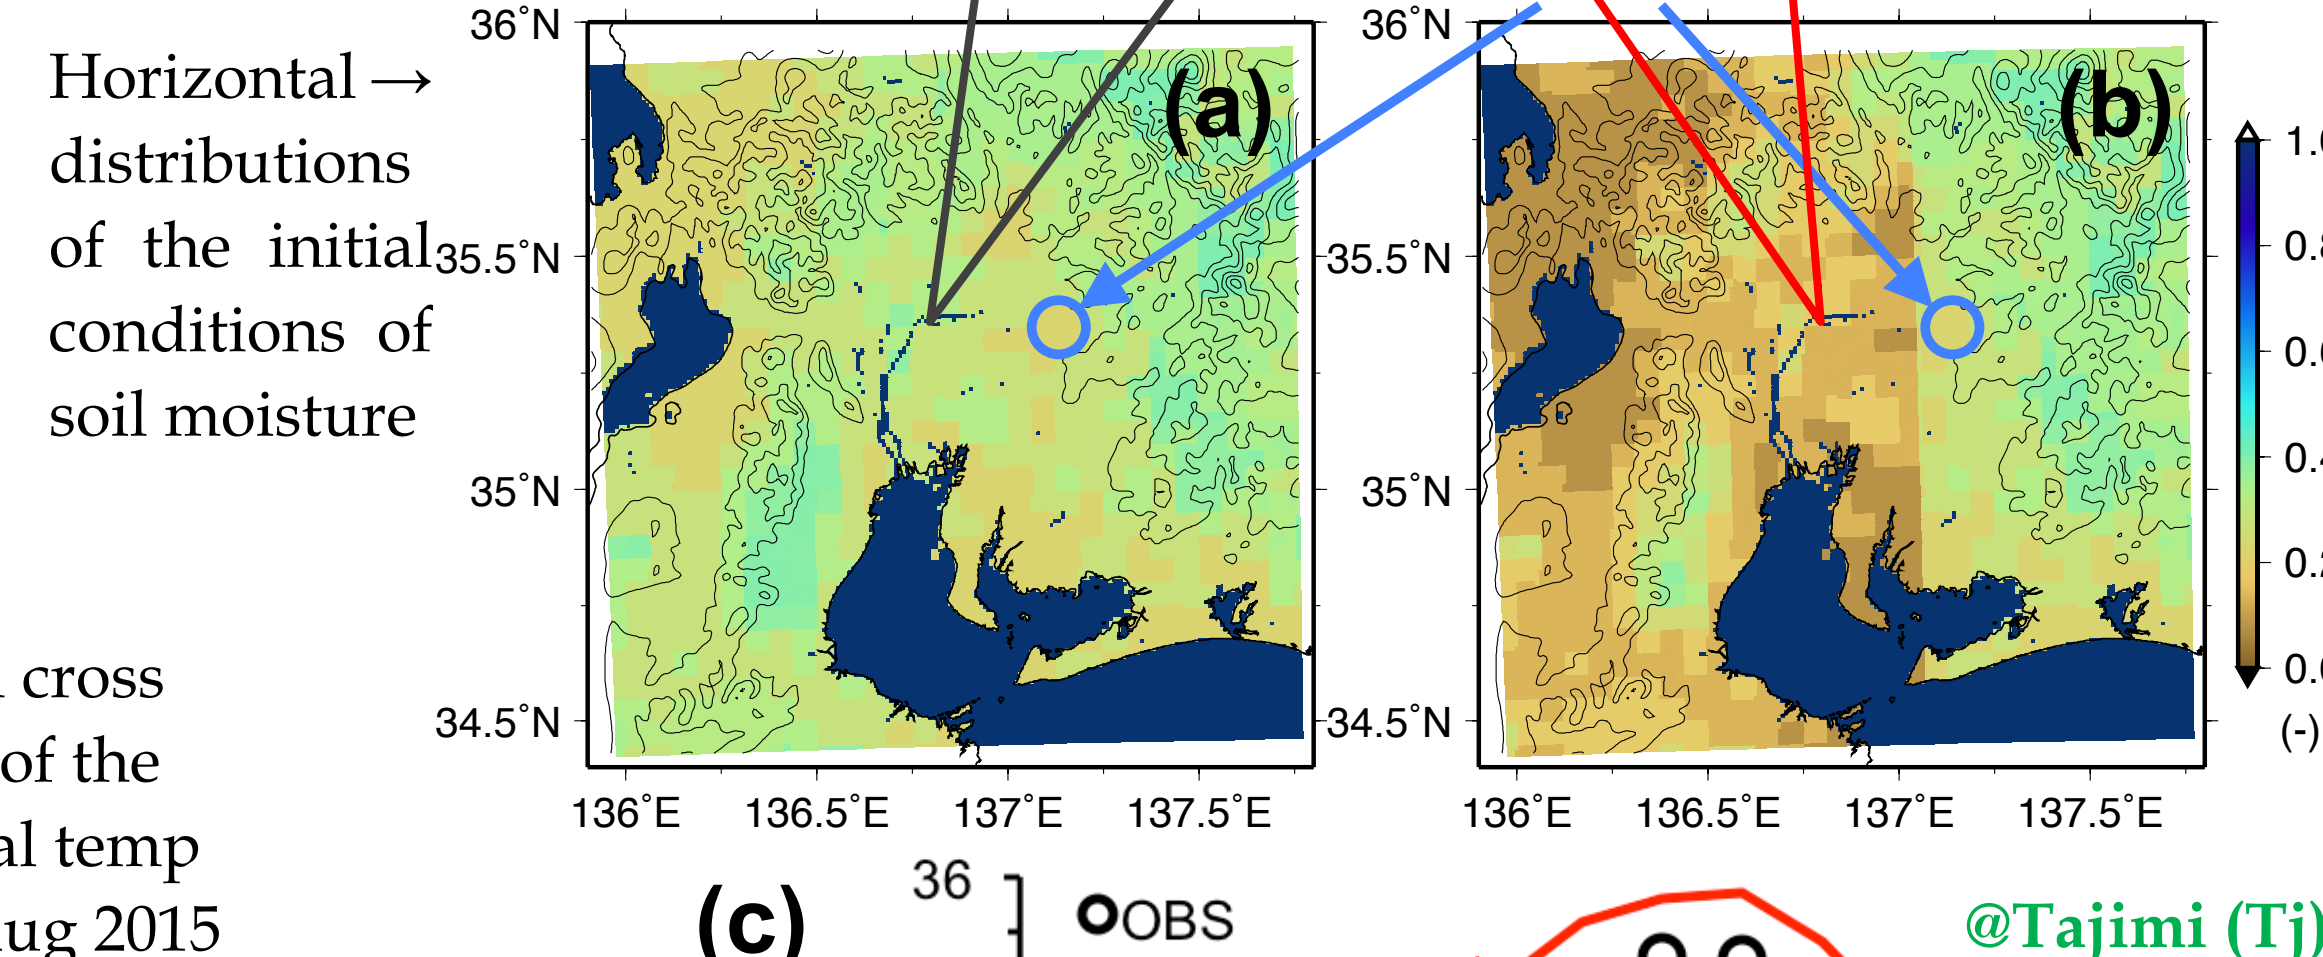 Horizontal →
distributions
of the initial
conditions of
soil moisture
cross
of the
temp
2015
36˚N
35.5˚N
35˚N
34.5˚N
(a)
136˚E 136.5˚E 137˚E 137.5˚E
36˚N
35.5˚N
35˚N
34.5˚N
(b)
136˚E 136.5˚E 137˚E 137.5˚E
(-)
(c)
36
OBS
@Tajimi (Tj)